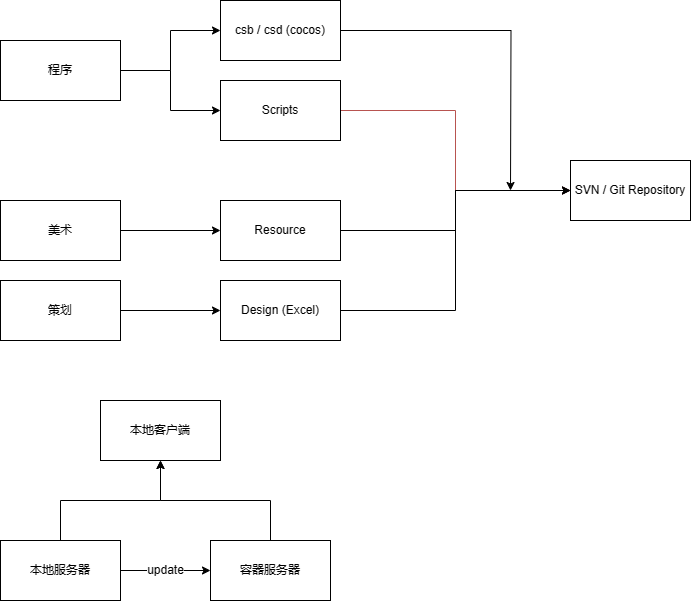 程序
csb / csd (cocos)
Scripts
SVN / Git Repository
美术
Resource
策划
Design (Excel)
本地客户端
本地服务器
update
容器服务器